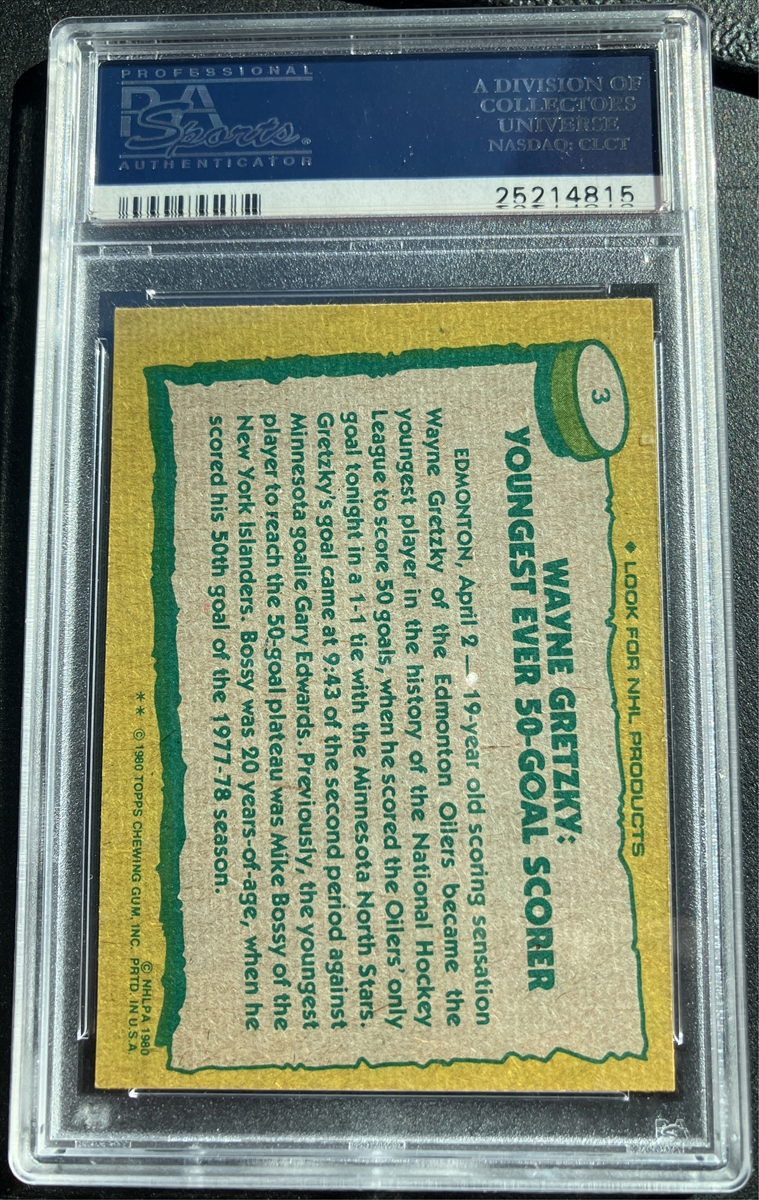 PROFESSIONAL
PSA
Sports®
AUTHENTICATOR
A DIVISION OF
COLLECTORS
UNIVERSE
NASDAQ: CLCT
25214815
3
◆ LOOK FOR NHL PRODUCTS
WAYNE GRETZKY:
YOUNGEST EVER 50-GOAL SCORER
EDMONTON, April 2 — 19-year old scoring sensation
Wayne Gretzky of the Edmonton Oilers became the
youngest player in the history of the National Hockey
League to score 50 goals, when he scored the Oilers' only
goal tonight in a 1-1 tie with the Minnesota North Stars.
Gretzky's goal came at 9:43 of the second period against
Minnesota goalie Gary Edwards. Previously, the youngest
player to reach the 50-goal plateau was Mike Bossy of the
New York Islanders. Bossy was 20 years-of-age, when he
scored his 50th goal of the 1977-78 season.
© NHLPA 1980
** © 1980 TOPPS CHEWING GUM, INC. PRTD. IN U.S.A.
PSA